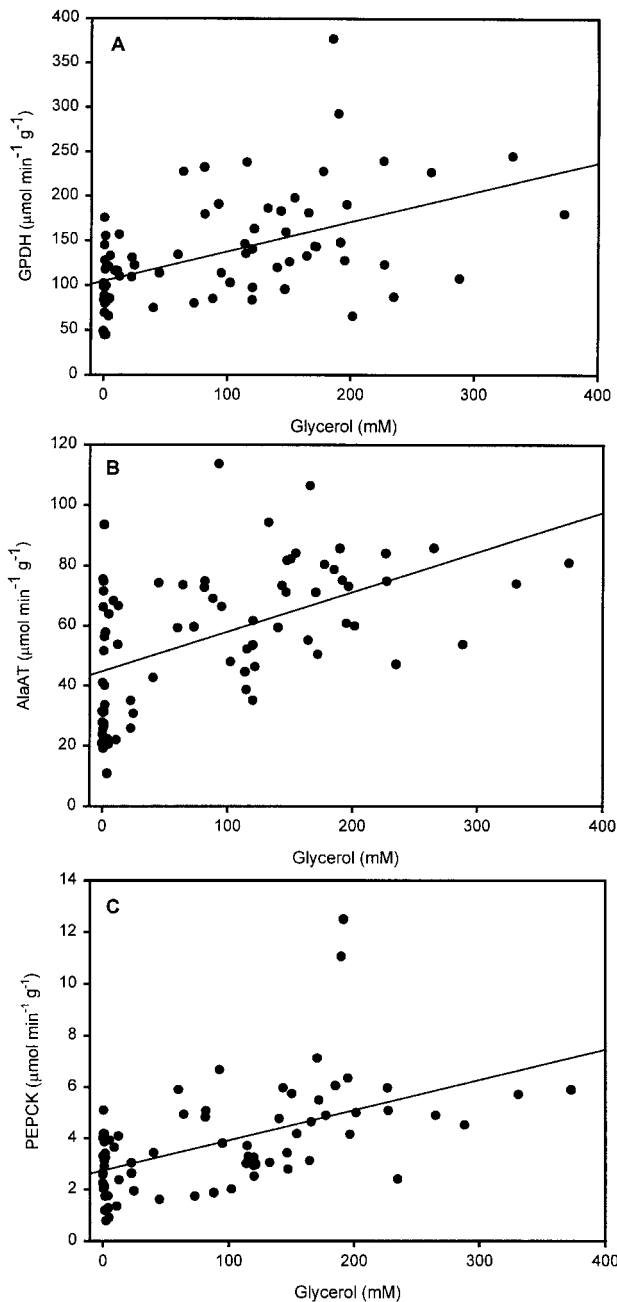 A
400
350
300
250
200
150
100
50
0
GPDH (μmol min⁻¹ g⁻¹)
0 100 200 300 400
Glycerol (mM)
B
120
100
80
60
40
20
0
AlaAT (μmol min⁻¹ g⁻¹)
0 100 200 300 400
Glycerol (mM)
C
14
12
10
8
6
4
2
0
PEPCK (μmol min⁻¹ g⁻¹)
0 100 200 300 400
Glycerol (mM)